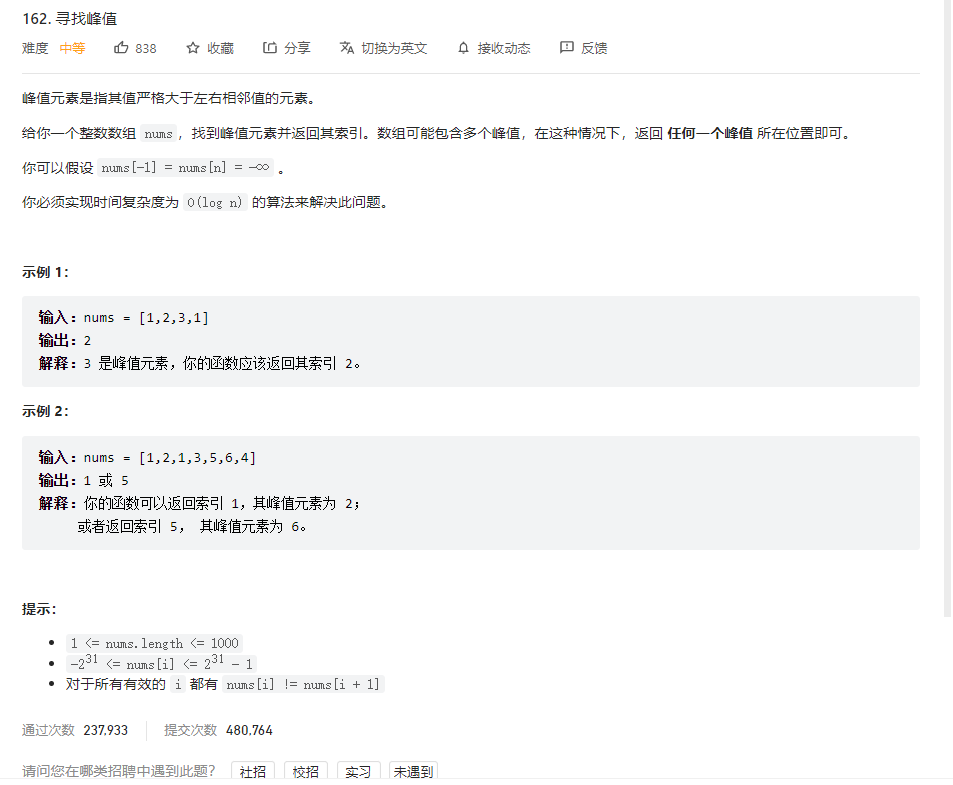 162. 寻找峰值
难度 中等 838 收藏 分享 切换为英文 接收动态 反馈
峰值元素是指其值严格大于左右相邻值的元素。
给你一个整数数组 nums，找到峰值元素并返回其索引。数组可能包含多个峰值，在这种情况下，返回 任何一个峰值 所在位置即可。
你可以假设 nums[-1] = nums[n] = -∞ 。
你必须实现时间复杂度为 O(log n) 的算法来解决此问题。
示例 1：
输入：nums = [1,2,3,1]
输出：2
解释：3 是峰值元素，你的函数应该返回其索引 2。
示例 2：
输入：nums = [1,2,1,3,5,6,4]
输出：1 或 5
解释：你的函数可以返回索引 1，其峰值元素为 2；
或者返回索引 5， 其峰值元素为 6。
提示：
1 <= nums.length <= 1000
-2^31 <= nums[i] <= 2^31 - 1
对于所有有效的 i 都有 nums[i] != nums[i + 1]
通过次数 237,933 提交次数 480,764
请问您在哪类招聘中遇到此题？ 社招 校招 实习 未遇到